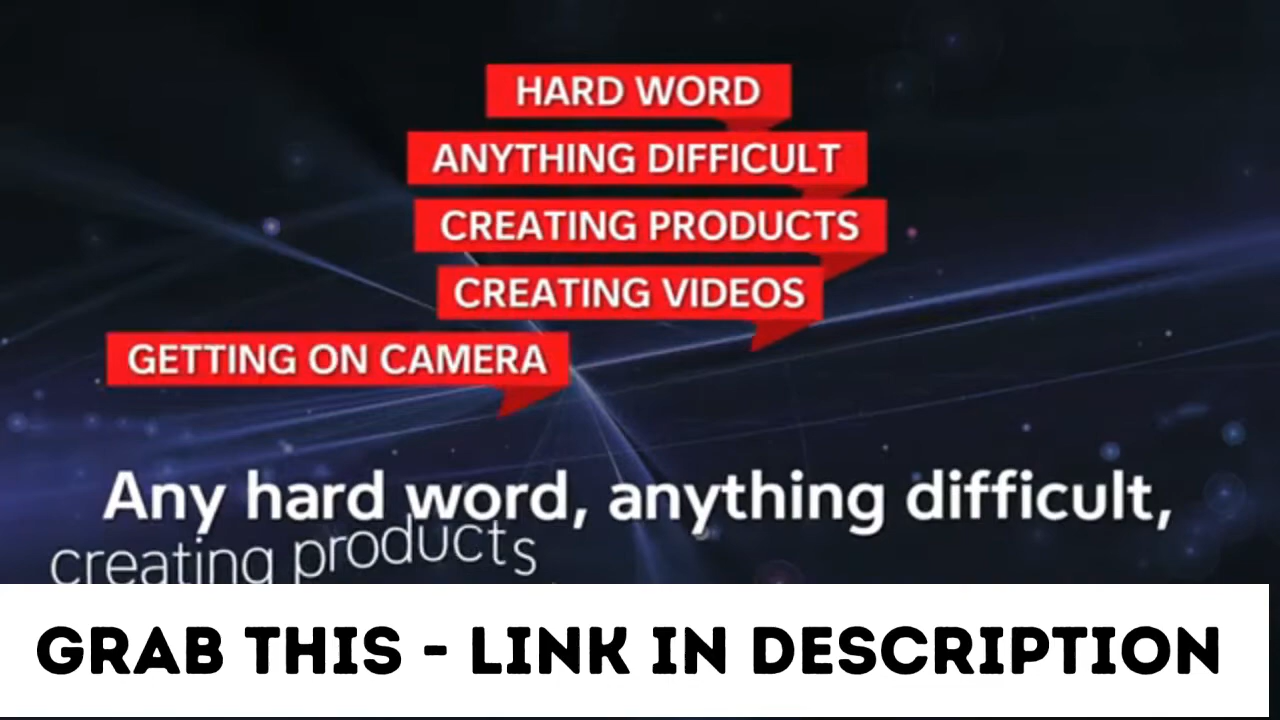 HARD WORD
ANYTHING DIFFICULT
CREATING PRODUCTS
CREATING VIDEOS
GETTING ON CAMERA
Any hard word, anything difficult,
creating products
GRAB THIS - LINK IN DESCRIPTION